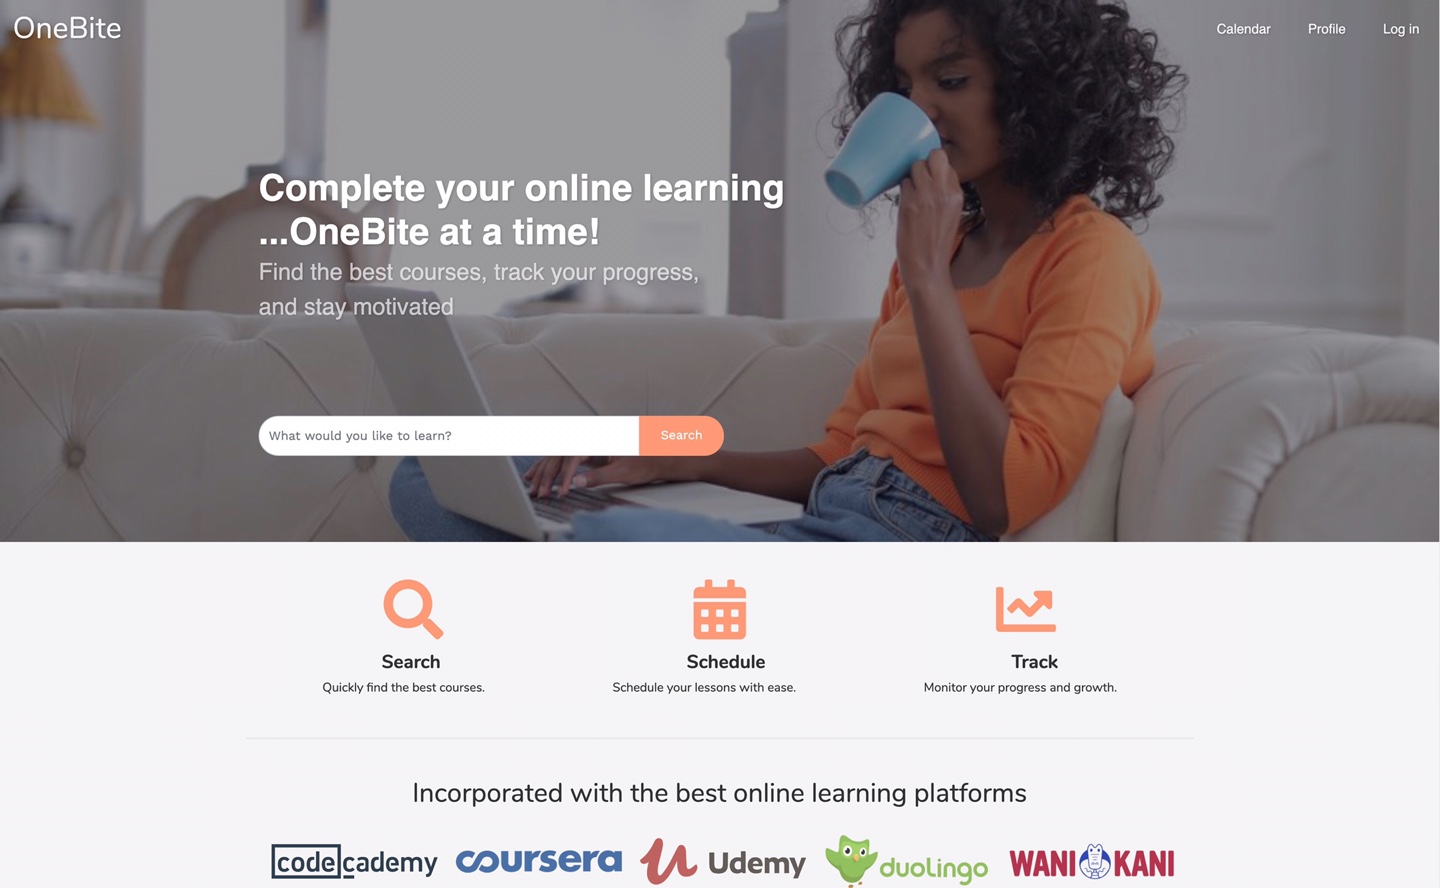 OneBite
Calendar Profile Log in
Complete your online learning
...OneBite at a time!
Find the best courses, track your progress,
and stay motivated
What would you like to learn? Search
Search Schedule Track
Quickly find the best courses. Schedule your lessons with ease. Monitor your progress and growth.
Incorporated with the best online learning platforms
codecademy coursera Udemy duolingo WANI KANI